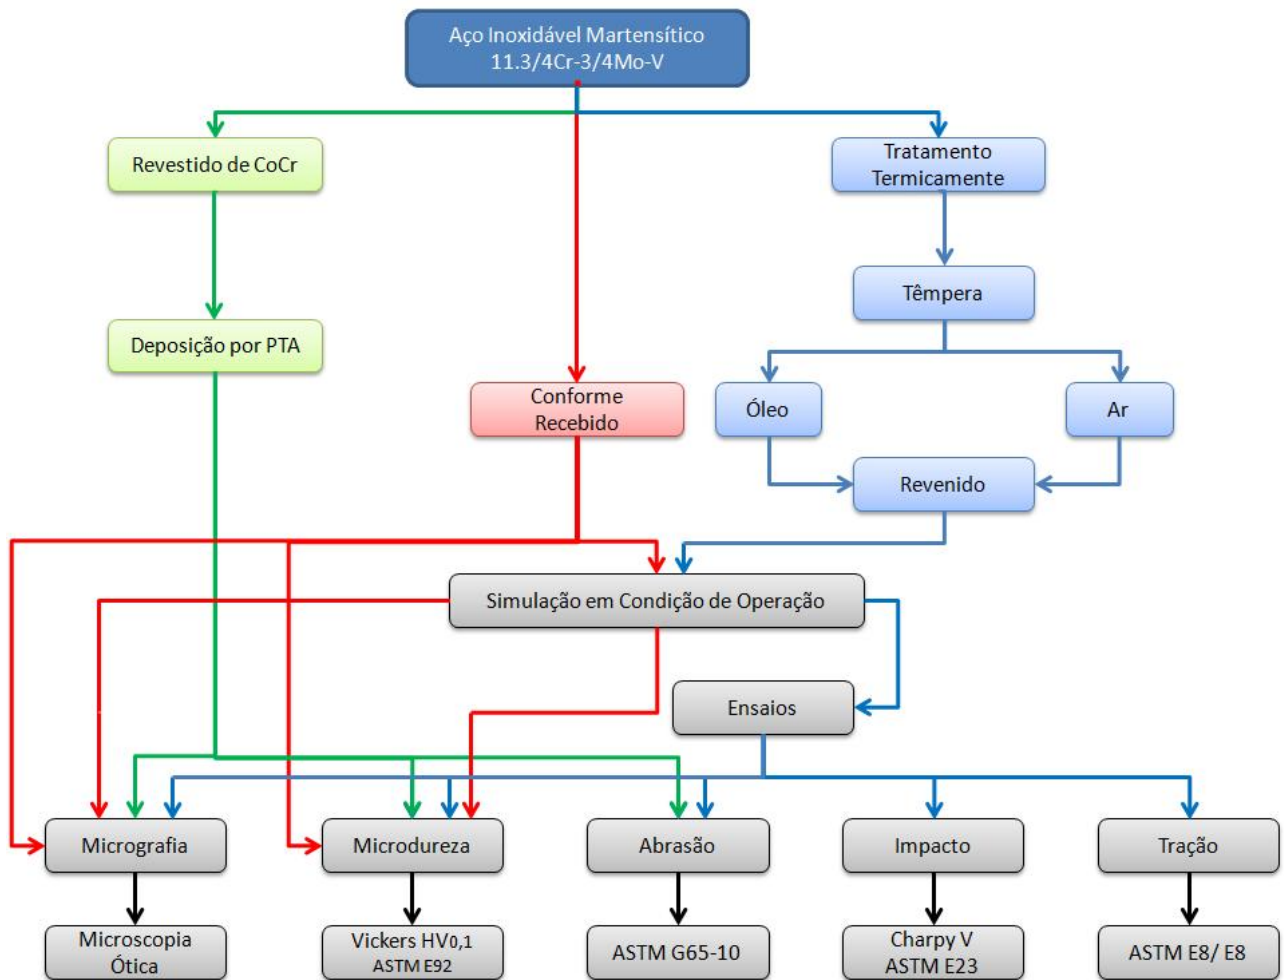 Aço Inoxidável Martensítico
11.3/4Cr-3/4Mo-V
Revestido de CoCr
Tratamento
Termicamente
Têmpera
Deposição por PTA
Conforme
Recebido
Óleo
Ar
Revenido
Simulação em Condição de Operação
Ensaios
Micrografia
Microdureza
Abrasão
Impacto
Tração
Microscopia
Ótica
Vickers HV0,1
ASTM E92
ASTM G65-10
Charpy V
ASTM E23
ASTM E8/ E8